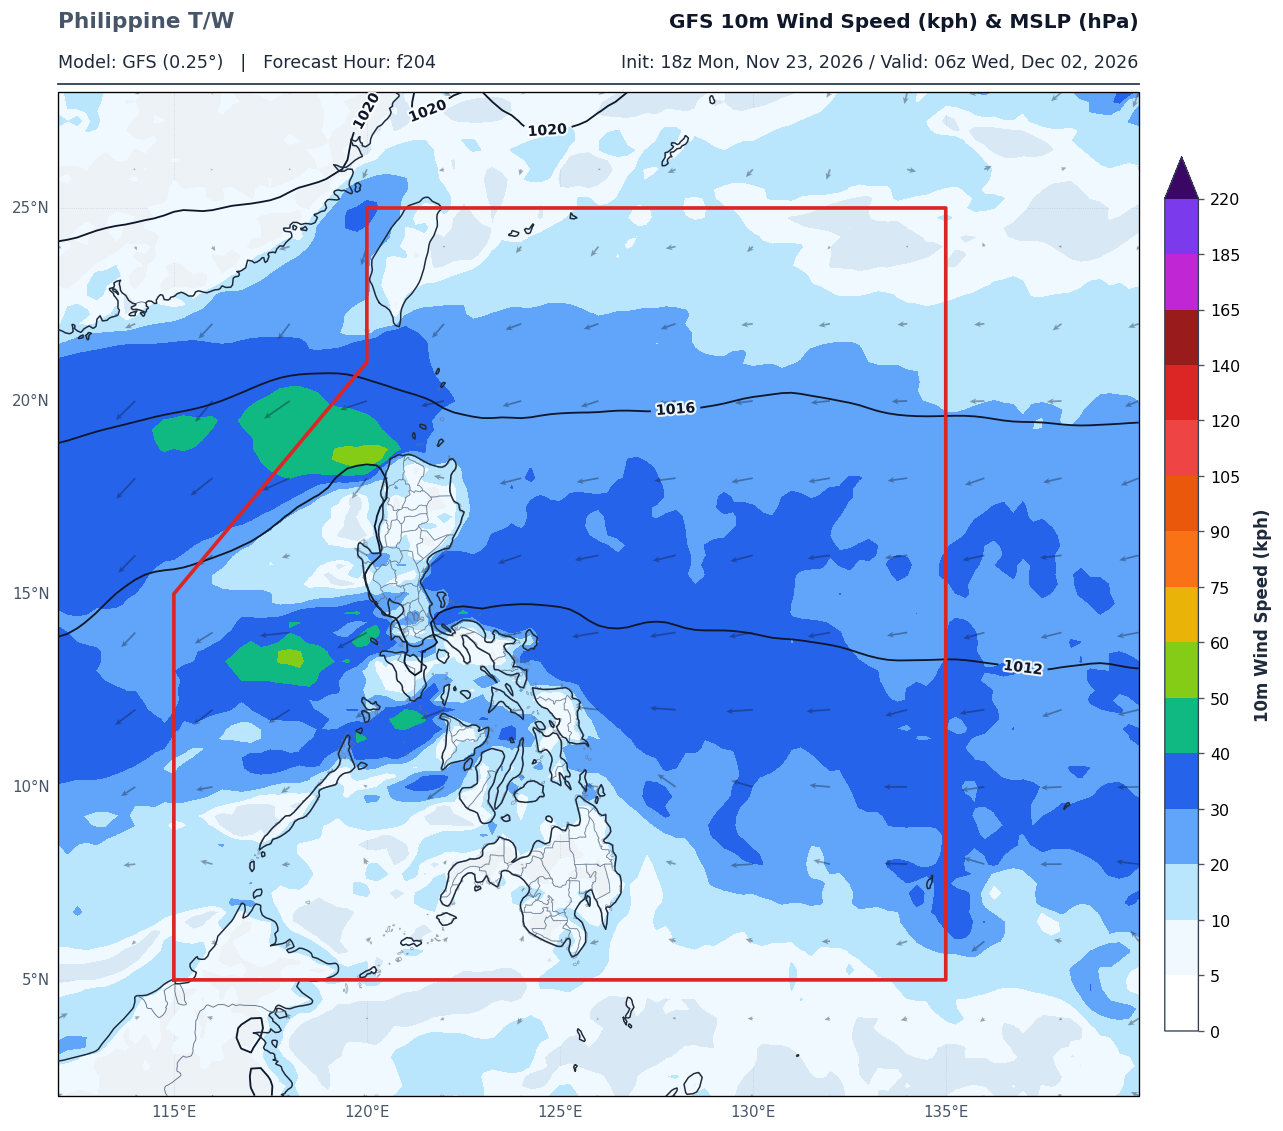 Philippine T/W
GFS 10m Wind Speed (kph) & MSLP (hPa)
Model: GFS (0.25°) | Forecast Hour: f204
Init: 18z Mon, Nov 23, 2026 / Valid: 06z Wed, Dec 02, 2026
1020
1020
1020
1016
1012
25°N
20°N
15°N
10°N
5°N
115°E
120°E
125°E
130°E
135°E
220
185
165
140
120
105
90
75
60
50
40
30
20
10
5
0
10m Wind Speed (kph)